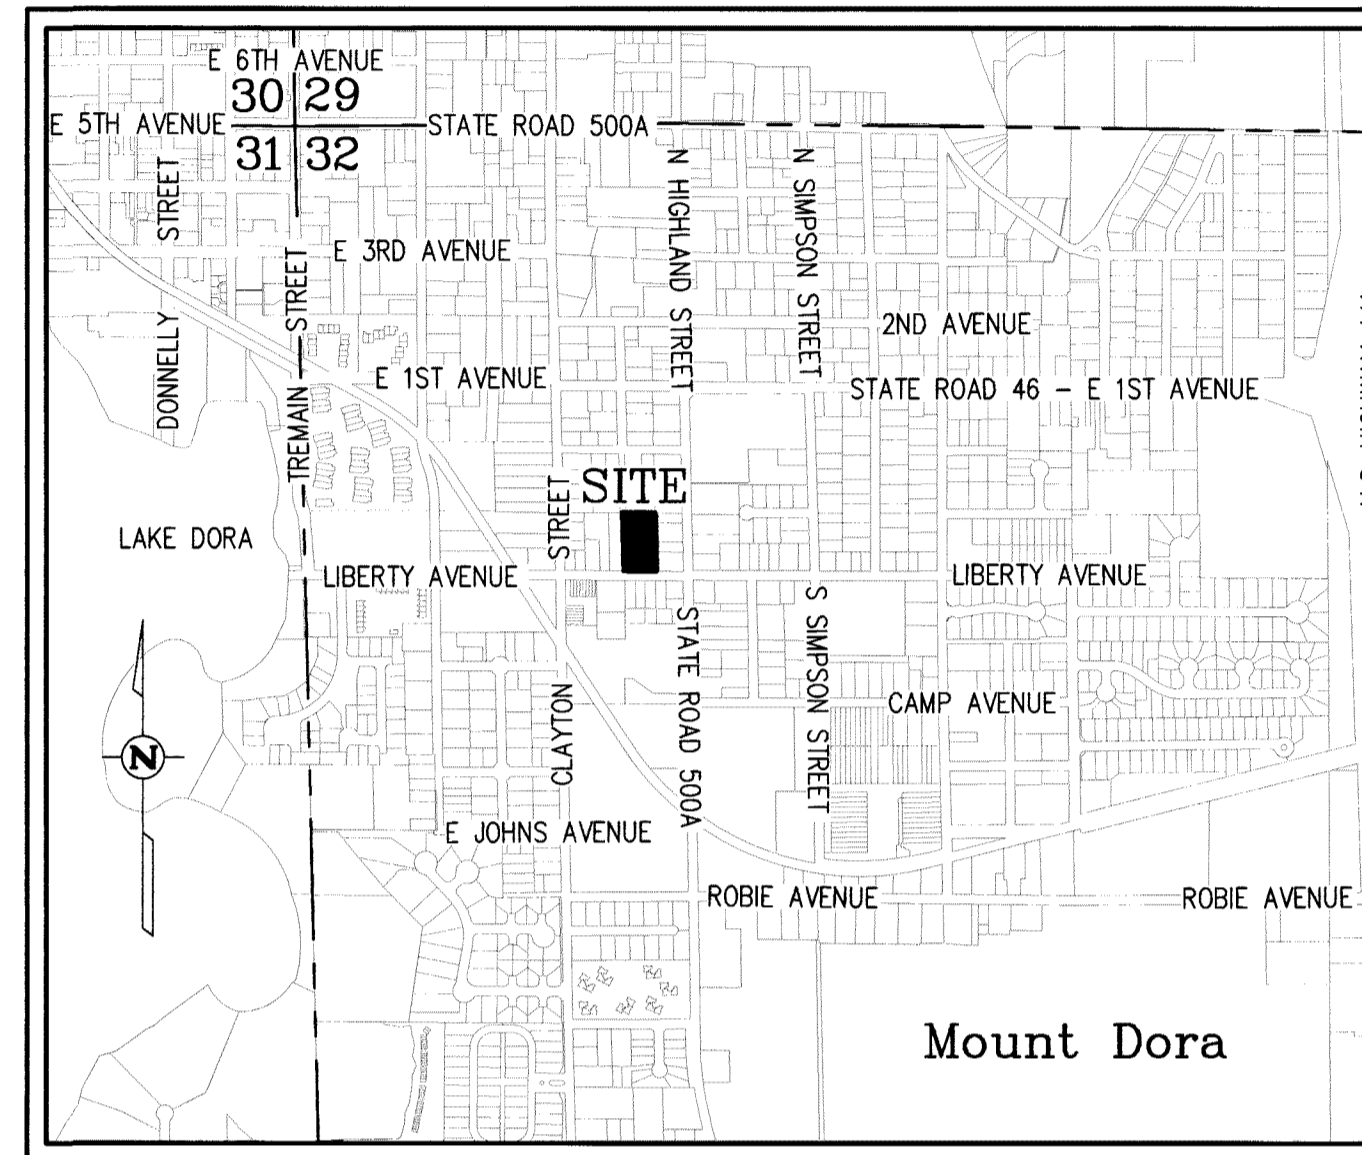 E 6TH AVENUE
30 29
E 5TH AVENUE
STATE ROAD 500A
31 32
DONNELLY STREET
TREMAIN STREET
E 3RD AVENUE
N HIGHLAND STREET
N SIMPSON STREET
2ND AVENUE
E 1ST AVENUE
STATE ROAD 46 - E 1ST AVENUE
SITE
LAKE DORA
CLAYTON STREET
LIBERTY AVENUE
LIBERTY AVENUE
STATE ROAD 500A
S SIMPSON STREET
CAMP AVENUE
N
E JOHNS AVENUE
ROBIE AVENUE
ROBIE AVENUE
Mount Dora